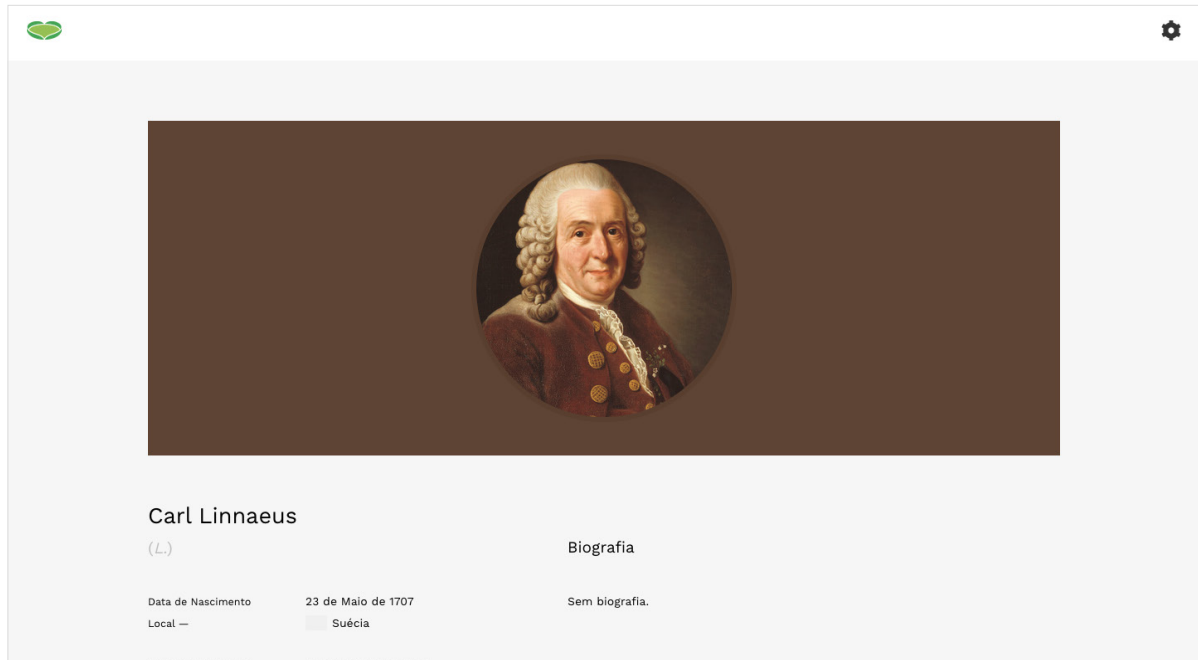 Carl Linnaeus
(L.)
Biografia
Data de Nascimento 23 de Maio de 1707
Sem biografia.
Local — Suécia